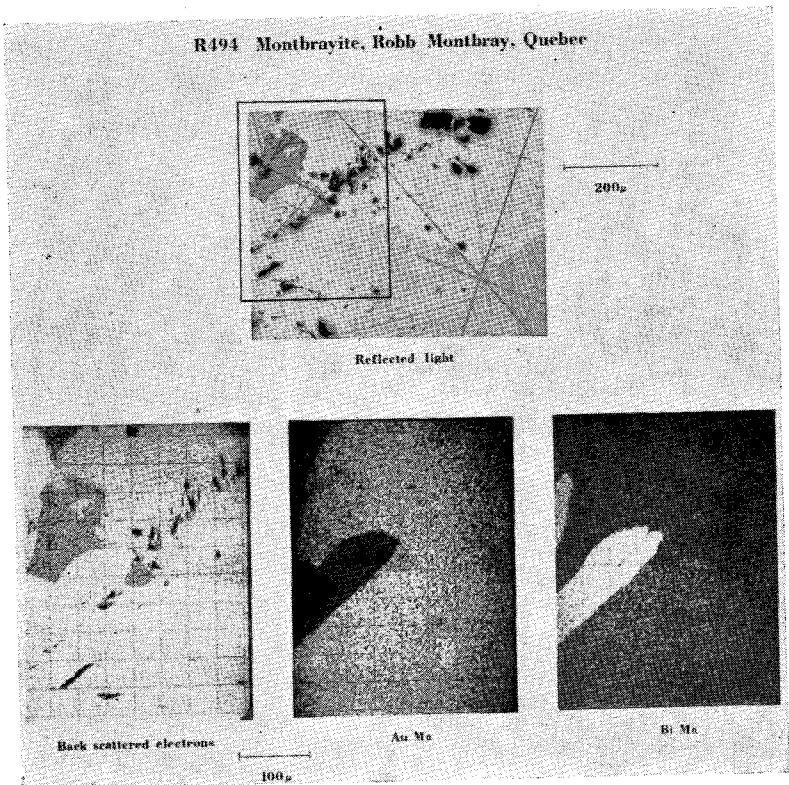 R494 Montbrayite, Robb Montbray, Quebec
200μ
Reflected light
Back scattered electrons
Au Mα
Bi Mα
100μ